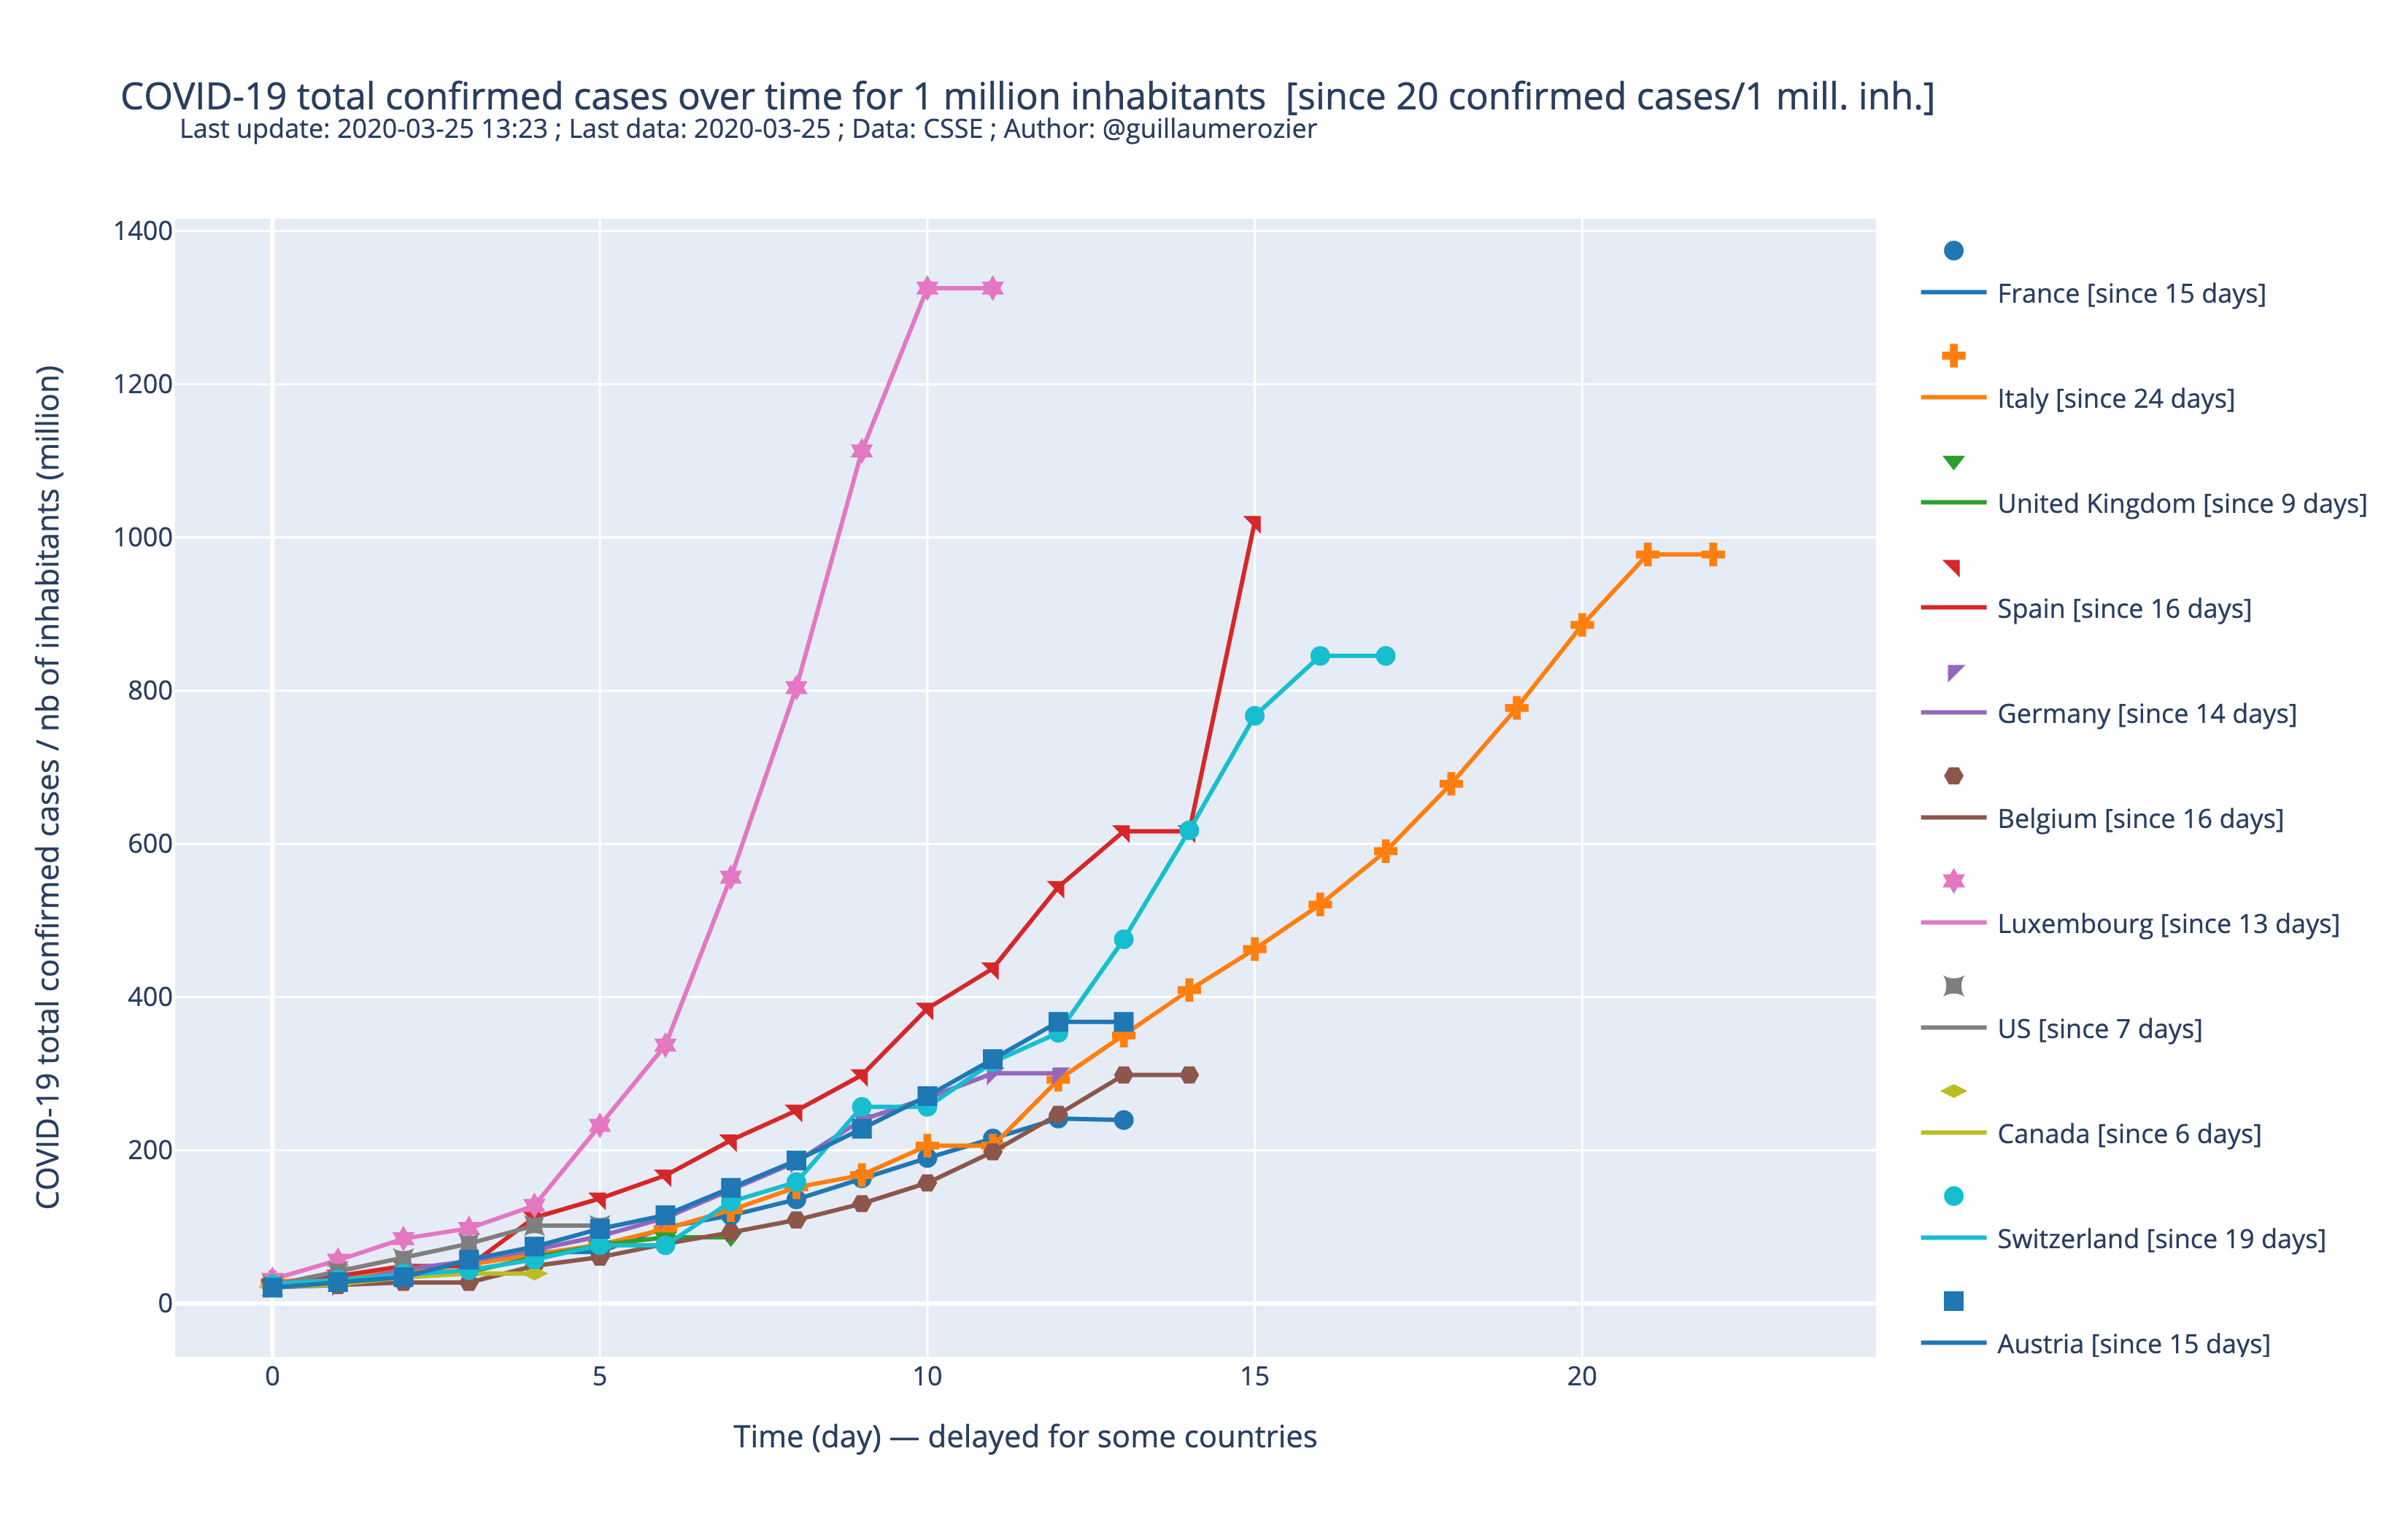 COVID-19 total confirmed cases over time for 1 million inhabitants  [since 20 confirmed cases/1 mill. inh.]
Last update: 2020-03-25 13:23 ; Last data: 2020-03-25 ; Data: CSSE ; Author: @guillaumerozier
COVID-19 total confirmed cases / nb of inhabitants (million)
1400
1200
1000
800
600
400
200
0
0
5
10
15
20
Time (day) — delayed for some countries
France [since 15 days]
Italy [since 24 days]
United Kingdom [since 9 days]
Spain [since 16 days]
Germany [since 14 days]
Belgium [since 16 days]
Luxembourg [since 13 days]
US [since 7 days]
Canada [since 6 days]
Switzerland [since 19 days]
Austria [since 15 days]